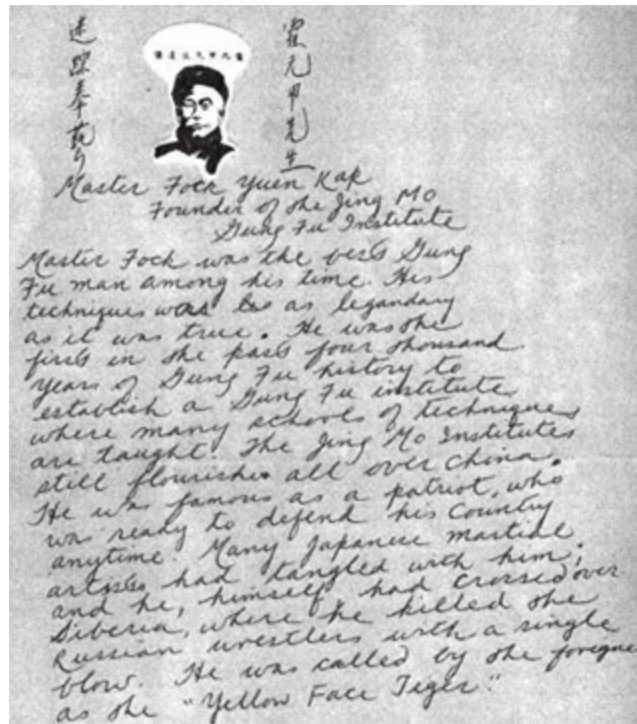 霍元甲先生
迷踪拳
Master Fock Yuen Kap
Founder of the Jing Mo
Gung Fu Institute
Master Fock was the best Gung
Fu man among his time. His
techniques was as legandary
as it was true. He was the
first in the past four thousand
years of Gung Fu history to
establish a Gung Fu institute
where many schools of techniques
are taught. The Jing Mo Institutes
still flourishes all over China.
He was famous as a patriot, who
was ready to defend his country
anytime. Many Japanese martial
artists had tangled with him,
and he, himself had crossed over
Siberia, where he killed the
Russian wrestlers with a single
blow. He was called by the foreigne
as the "Yellow Face Tiger."